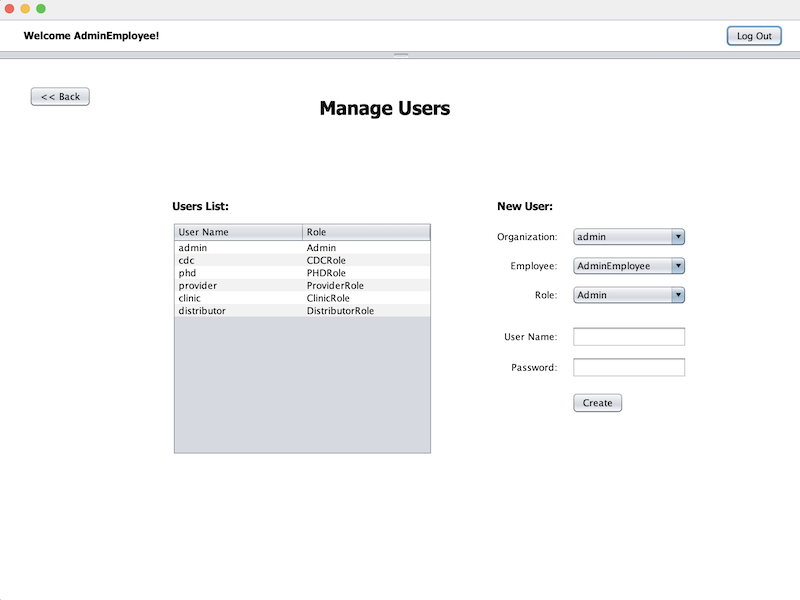 Welcome AdminEmployee!
Log Out
<< Back
Manage Users
Users List:
User Name Role
admin Admin
cdc CDCRole
phd PHDRole
provider ProviderRole
clinic ClinicRole
distributor DistributorRole
New User:
Organization: admin
Employee: AdminEmployee
Role: Admin
User Name:
Password:
Create